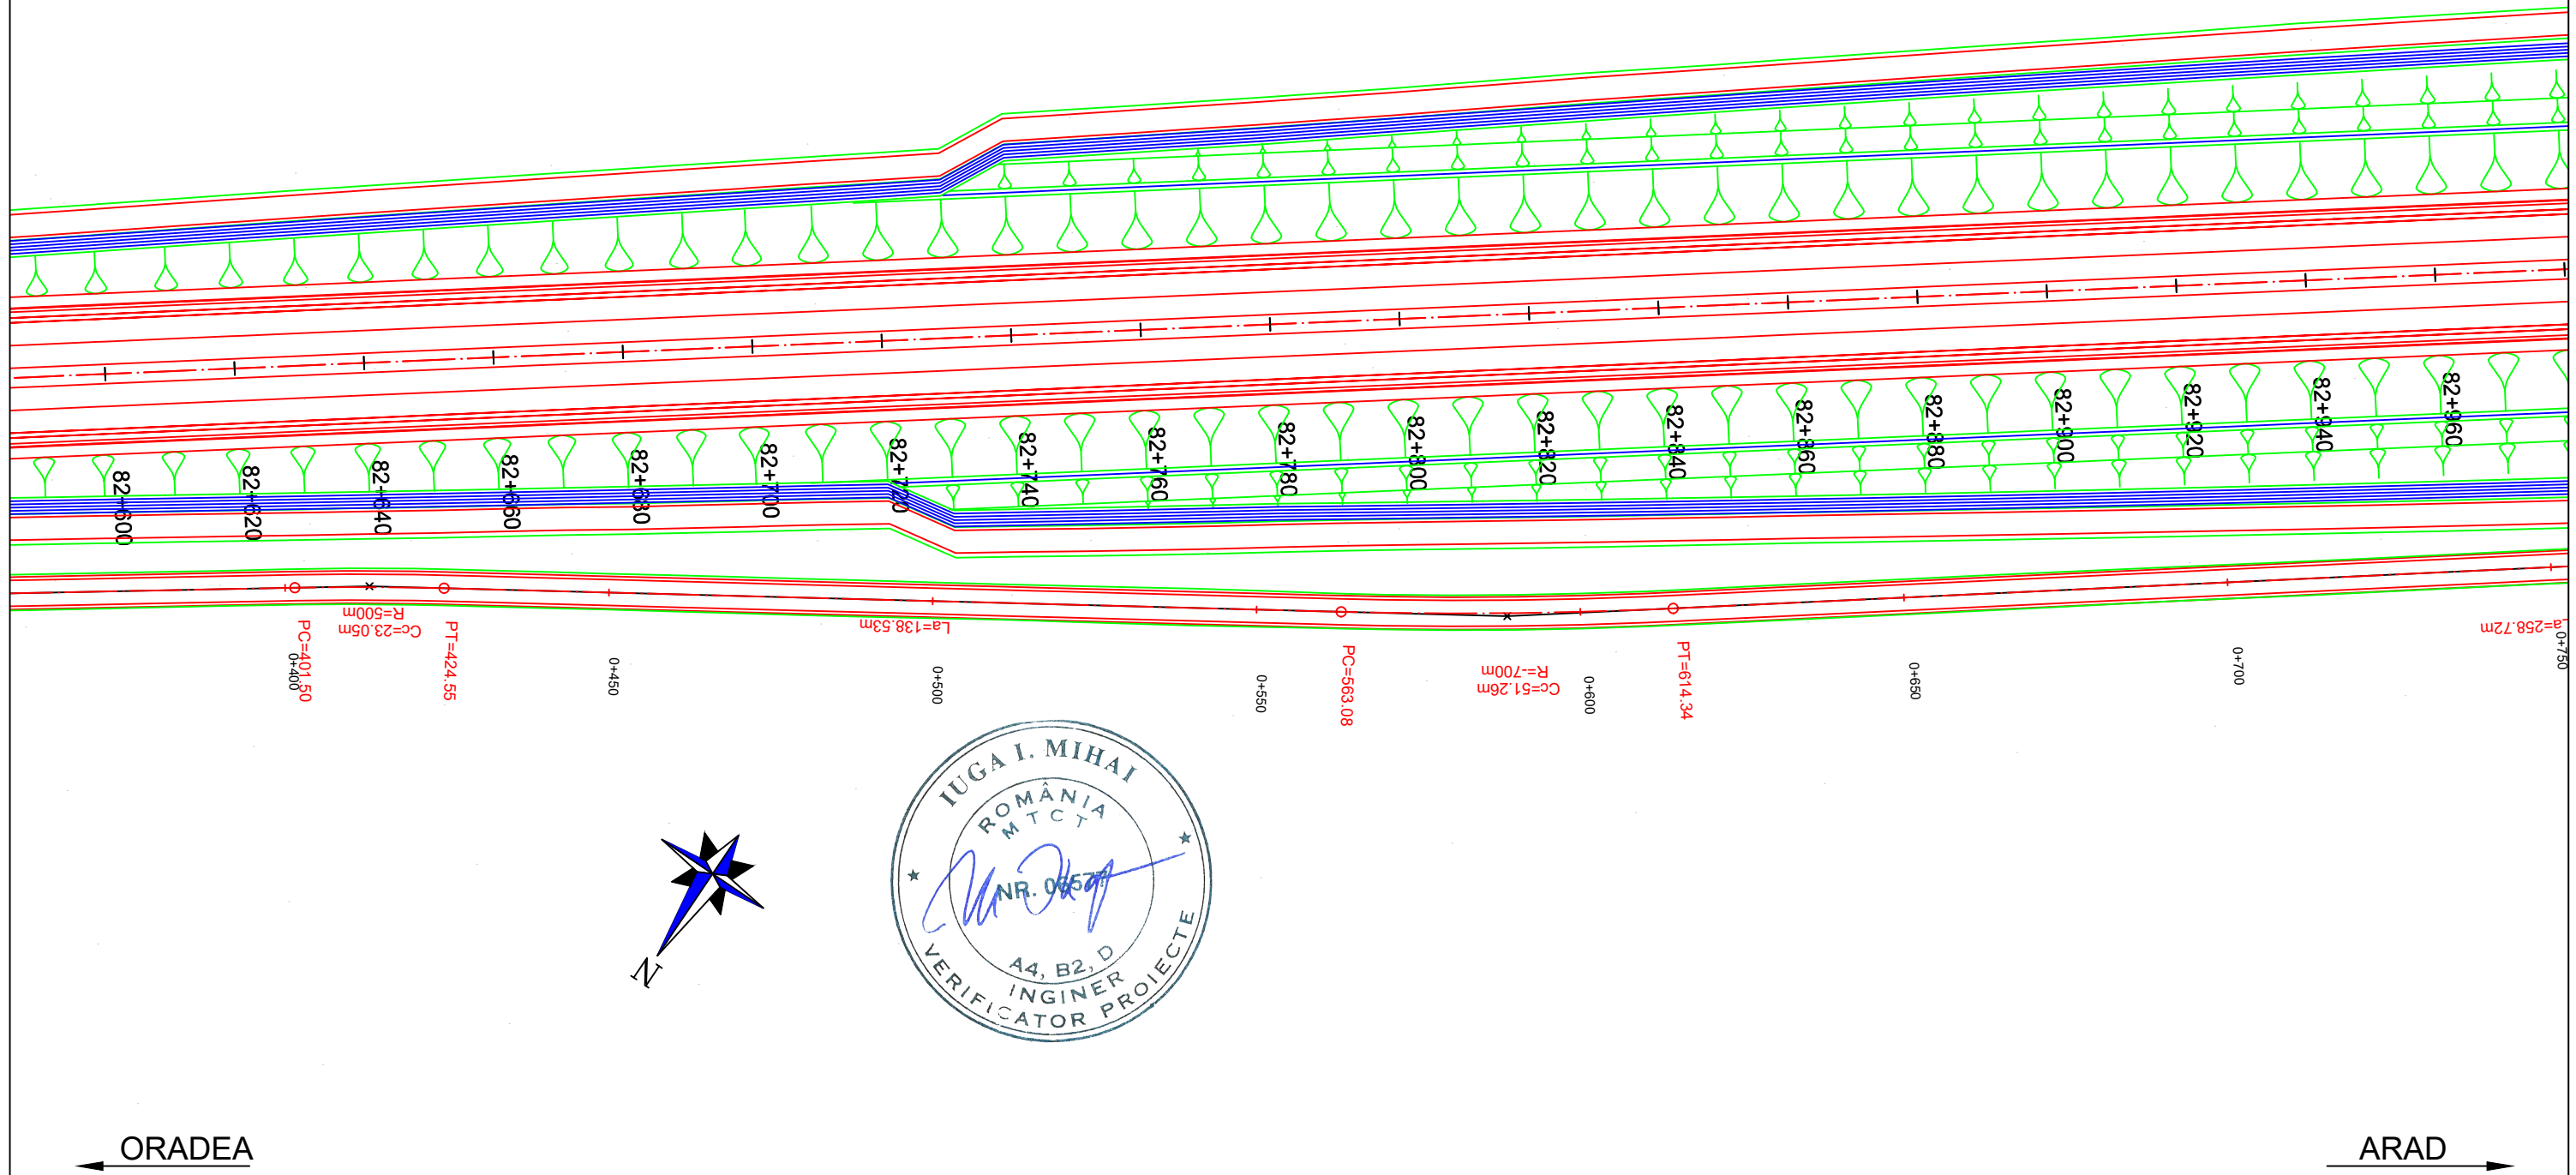 82+600
82+620
82+640
82+660
82+680
82+700
82+720
82+740
82+760
82+780
82+800
82+820
82+840
82+860
82+880
82+900
82+920
82+940
82+960
PC=401.50
0+400
R=500m
Cc=23.05m
PT=424.55
0+450
La=138.53m
0+500
0+550
PC=563.08
R=-700m
Cc=51.26m
0+600
PT=614.34
0+650
0+700
La=258.72m
0+750
IUGA I. MIHAI
ROMÂNIA
MTCT
NR. 06577
A4, B2, D
INGINER
VERIFICATOR PROIECTE
N
ORADEA
ARAD